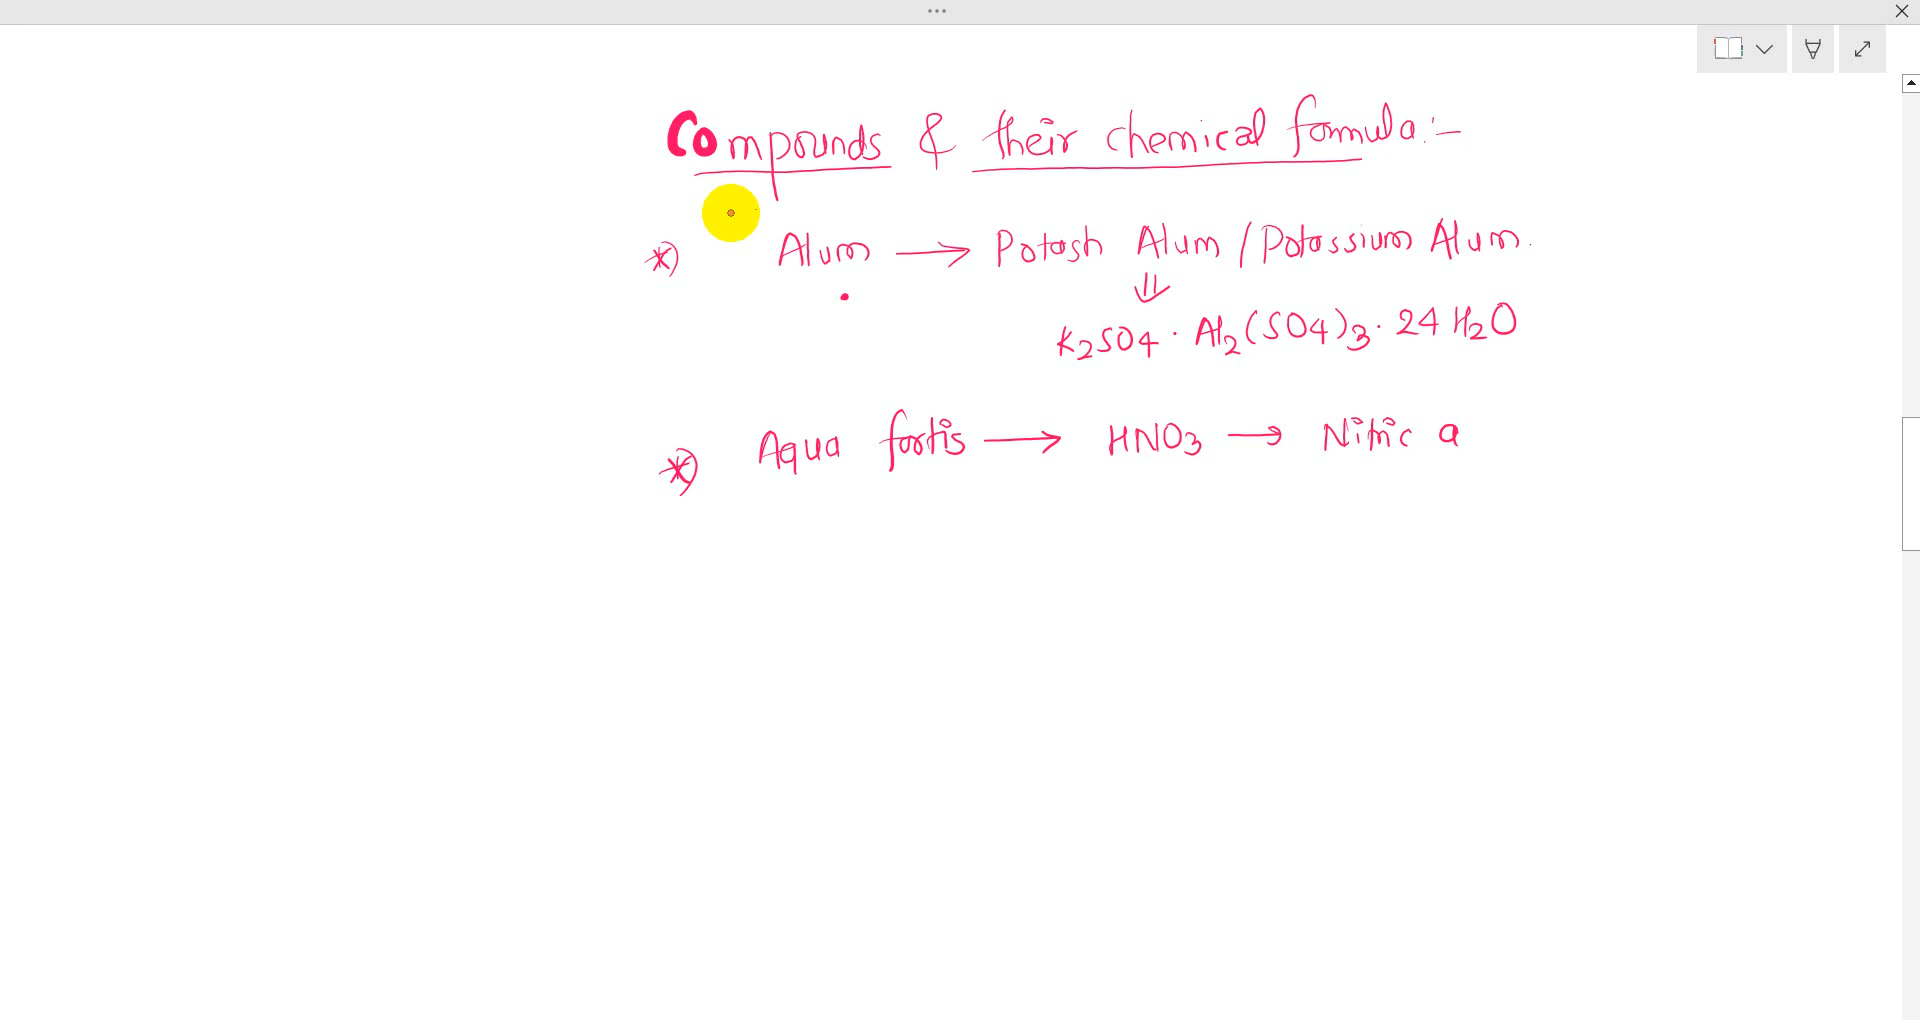 Compounds & their chemical formula :-
*) Alum → Potash Alum / Potassium Alum.
⇓
K2SO4 · Al2(SO4)3 · 24 H2O
*) Aqua fortis → HNO3 → Nitric a